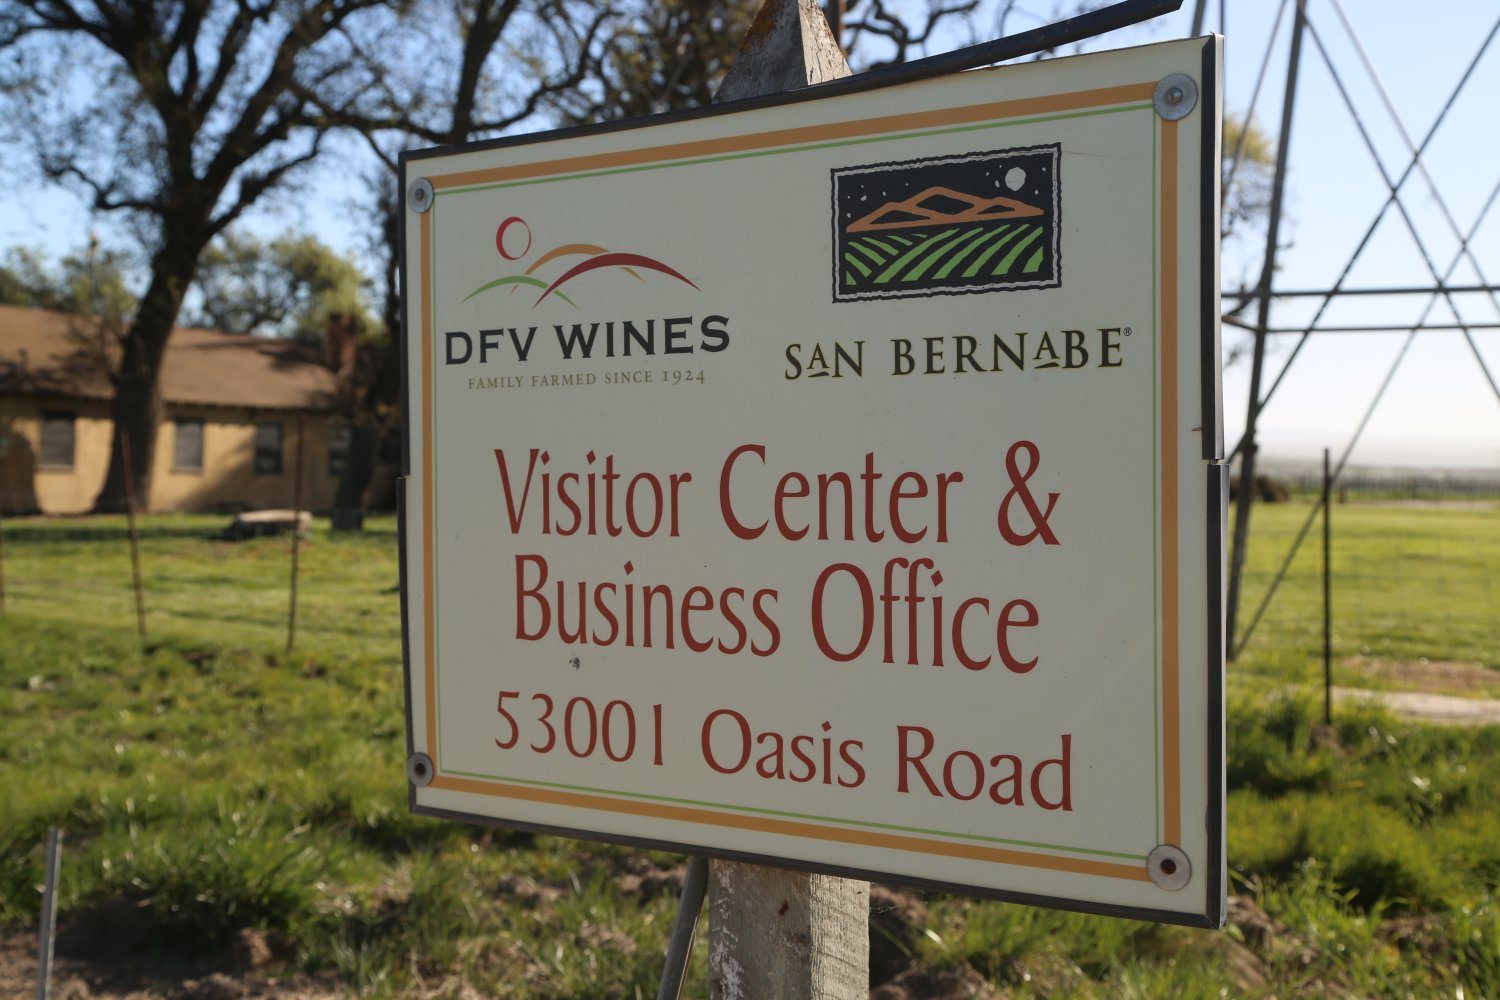 DFV WINES
FAMILY FARMED SINCE 1924
SAN BERNABE®
Visitor Center &
Business Office
53001 Oasis Road